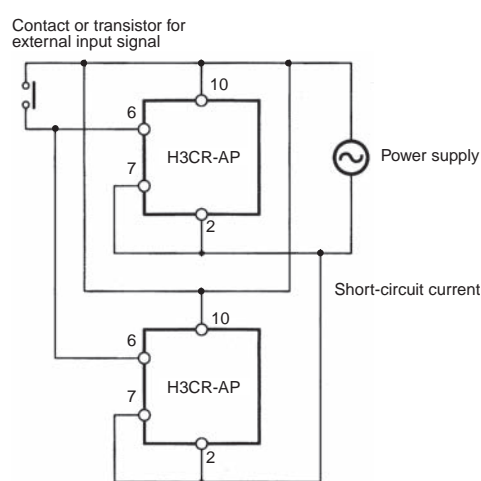 Contact or transistor for
external input signal
10
6
H3CR-AP
Power supply
7
2
Short-circuit current
10
6
H3CR-AP
7
2